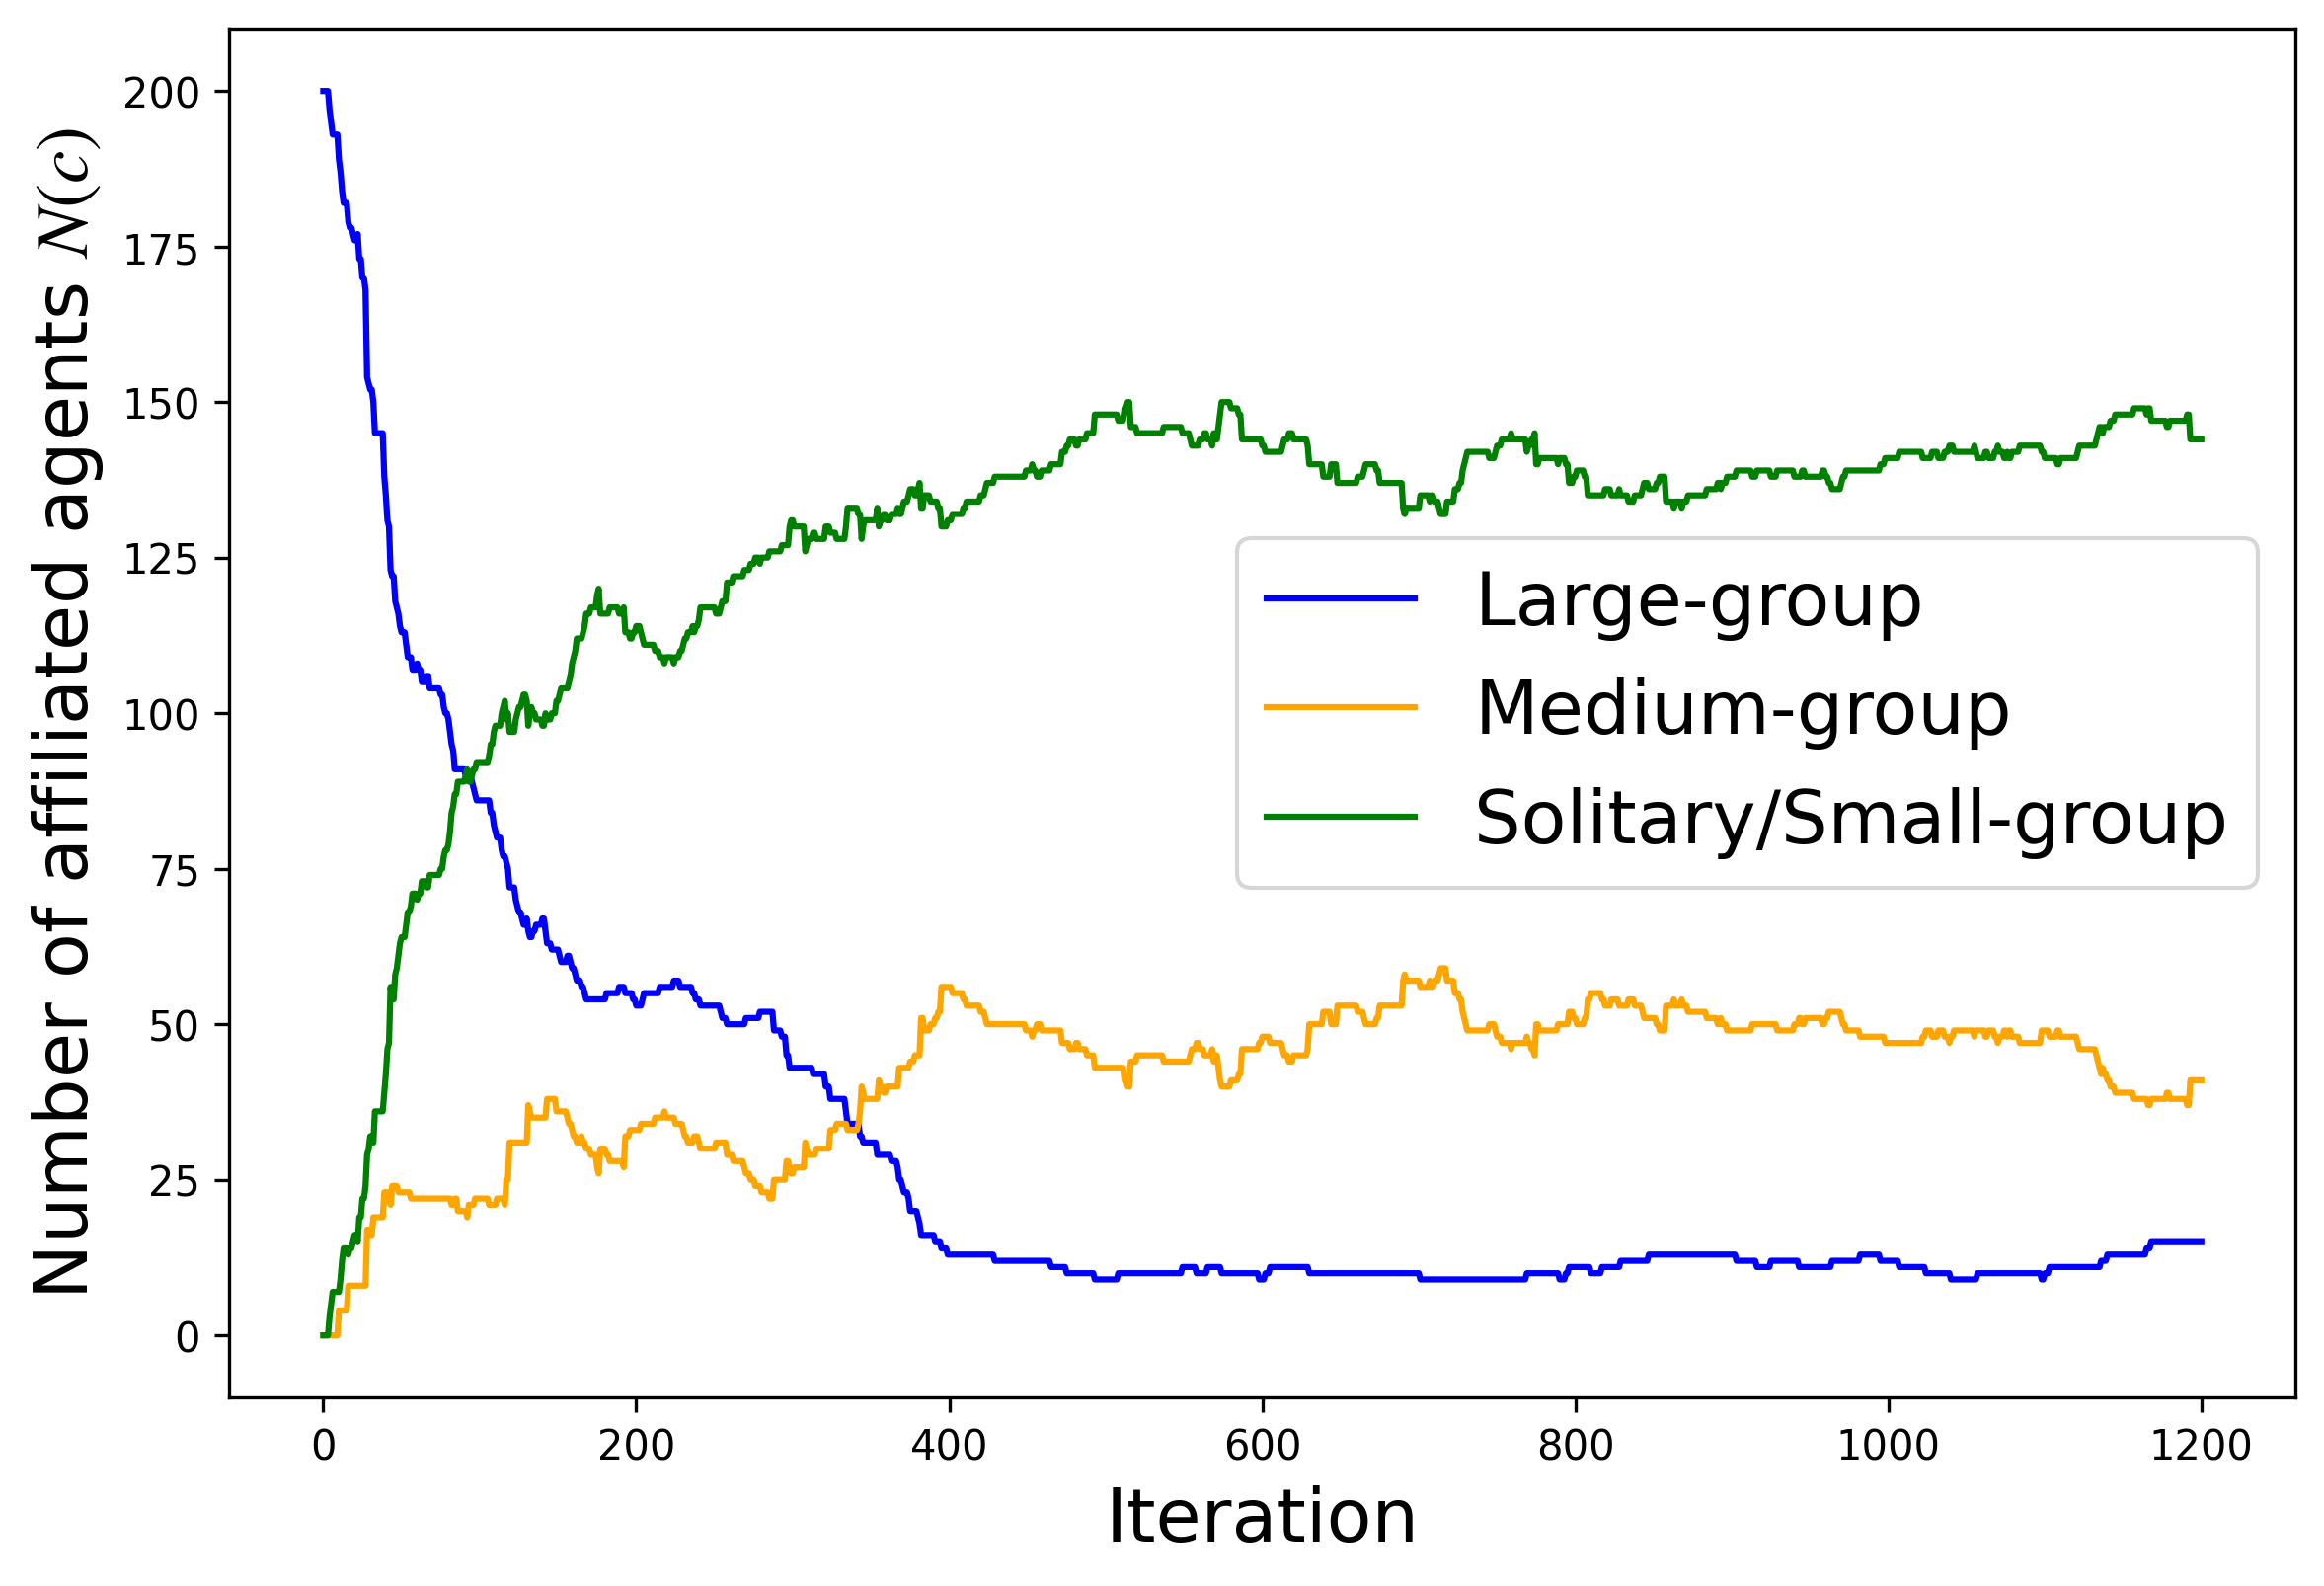 Number of affiliated agents N(c)
200
175
150
125
100
75
50
25
0
Large-group
Medium-group
Solitary/Small-group
0 200 400 600 800 1000 1200
Iteration